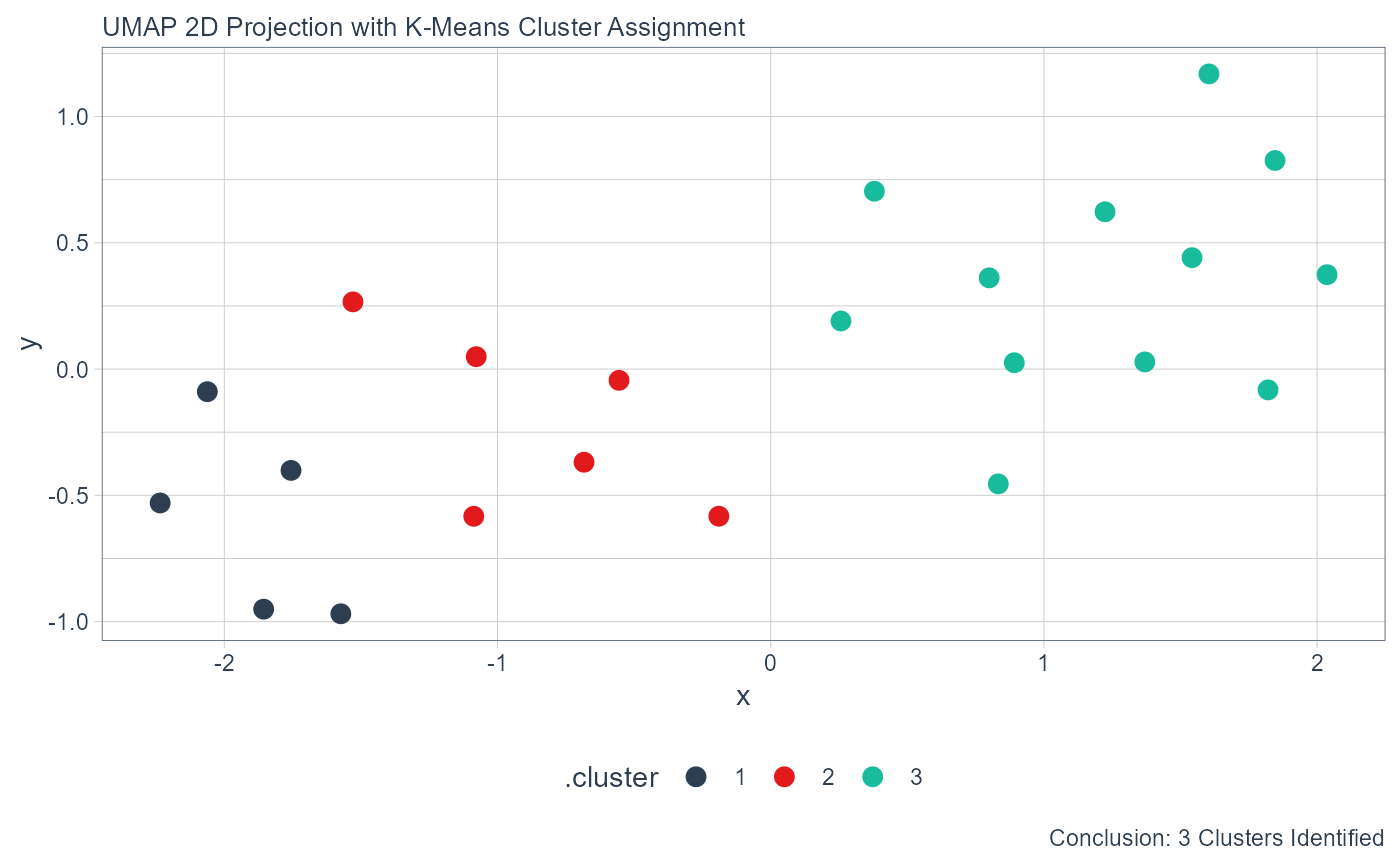 UMAP 2D Projection with K-Means Cluster Assignment
1.0
0.5
0.0
-0.5
-1.0
y
-2 -1 0 1 2
x
.cluster 1 2 3
Conclusion: 3 Clusters Identified